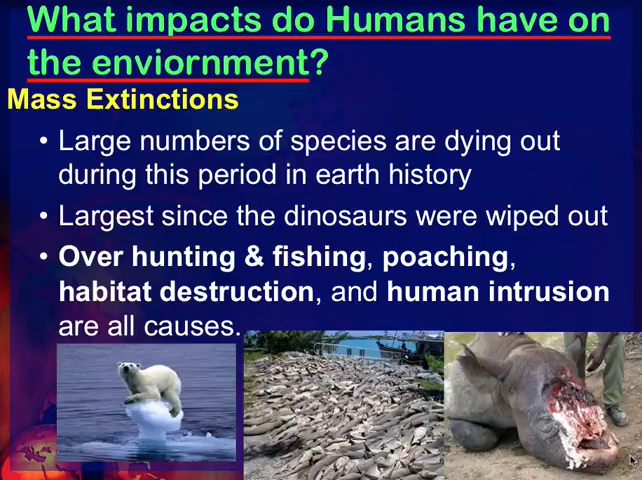 What impacts do Humans have on
the enviornment?
Mass Extinctions
• Large numbers of species are dying out
during this period in earth history
• Largest since the dinosaurs were wiped out
• Over hunting & fishing, poaching,
habitat destruction, and human intrusion
are all causes.